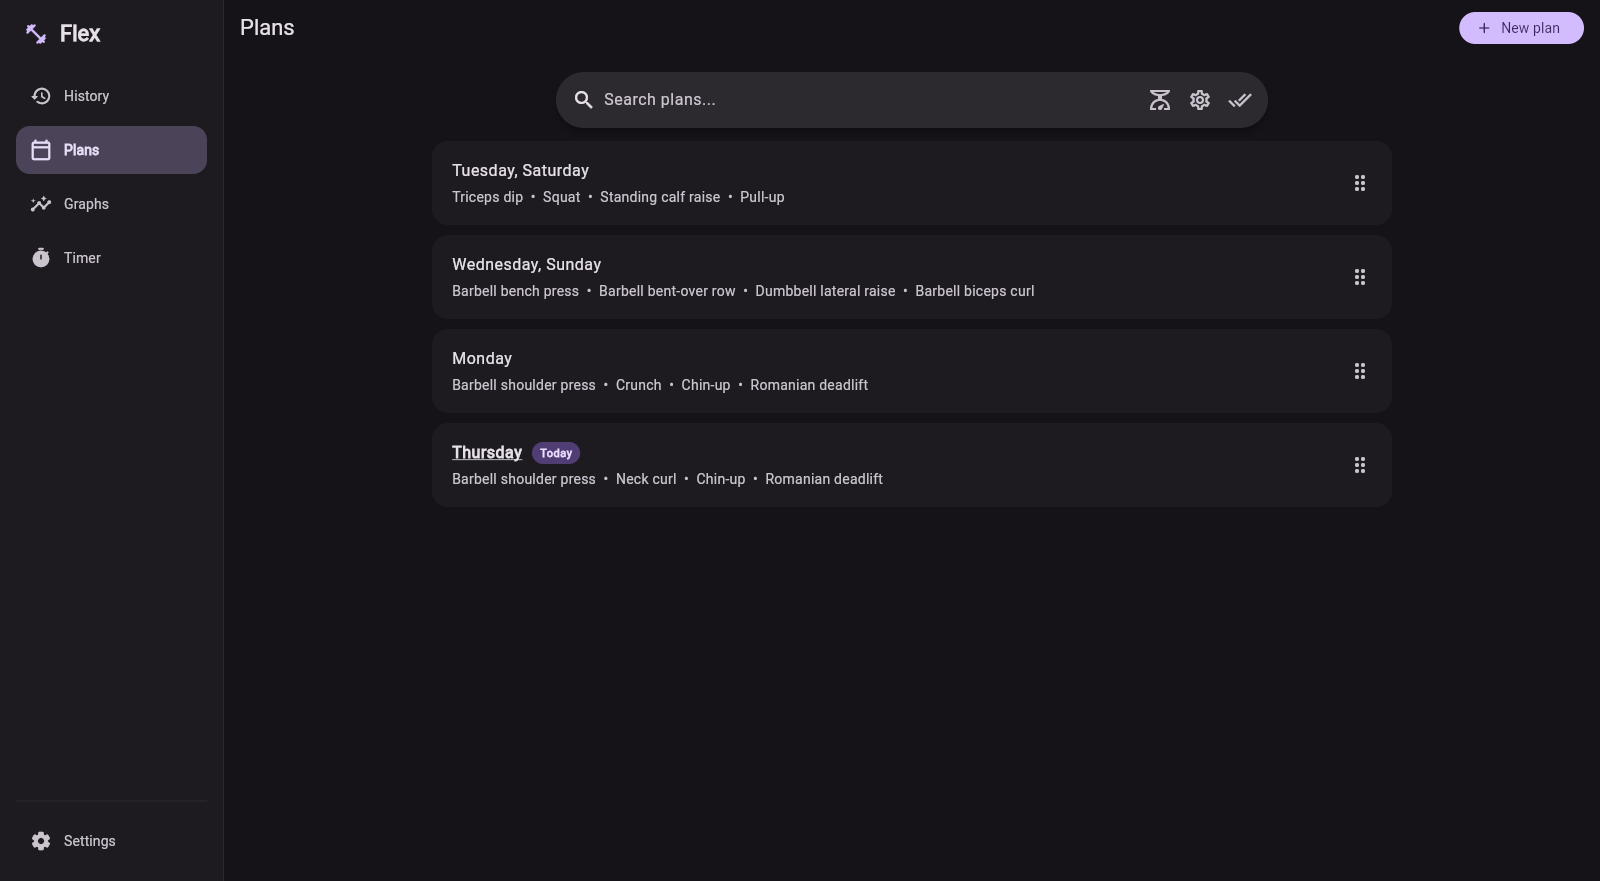 Flex
History
Plans
Graphs
Timer
Settings
Plans
New plan
Search plans...
Tuesday, Saturday
Triceps dip • Squat • Standing calf raise • Pull-up
Wednesday, Sunday
Barbell bench press • Barbell bent-over row • Dumbbell lateral raise • Barbell biceps curl
Monday
Barbell shoulder press • Crunch • Chin-up • Romanian deadlift
Thursday Today
Barbell shoulder press • Neck curl • Chin-up • Romanian deadlift